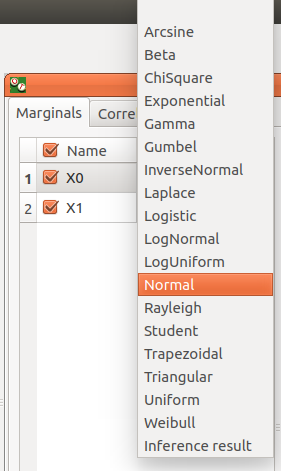 Arcsine
Beta
ChiSquare
Exponential
Gamma
Gumbel
InverseNormal
Laplace
Logistic
LogNormal
LogUniform
Normal
Rayleigh
Student
Trapezoidal
Triangular
Uniform
Weibull
Inference result
Marginals Corre
Name
1 X0
2 X1